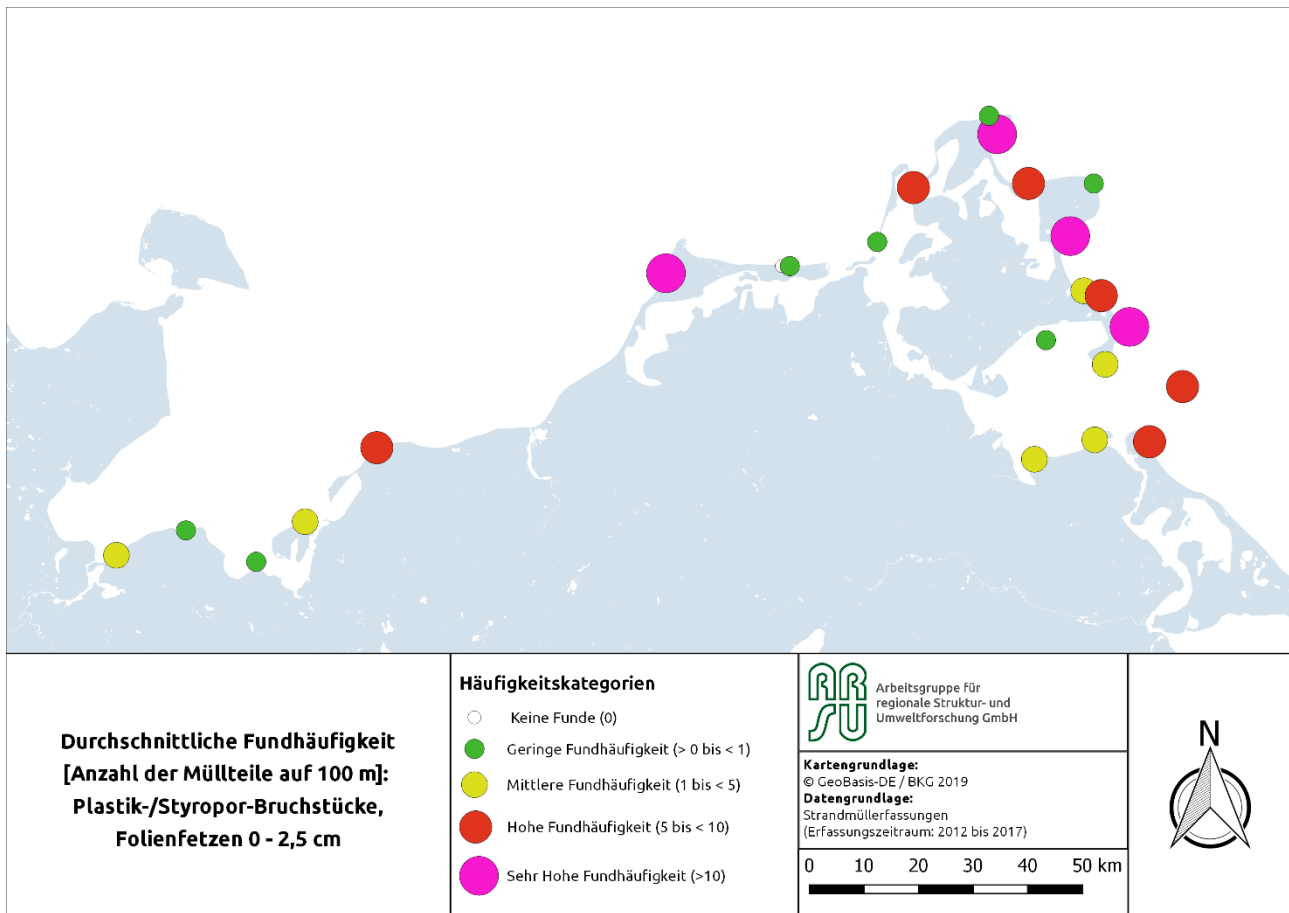 Durchschnittliche Fundhäufigkeit
[Anzahl der Müllteile auf 100 m]:
Plastik-/Styropor-Bruchstücke,
Folienfetzen 0 - 2,5 cm
Häufigkeitskategorien
Keine Funde (0)
Geringe Fundhäufigkeit (> 0 bis < 1)
Mittlere Fundhäufigkeit (1 bis < 5)
Hohe Fundhäufigkeit (5 bis < 10)
Sehr Hohe Fundhäufigkeit (>10)
ARSU
Arbeitsgruppe für
regionale Struktur- und
Umweltforschung GmbH
Kartengrundlage:
© GeoBasis-DE / BKG 2019
Datengrundlage:
Strandmüllerfassungen
(Erfassungszeitraum: 2012 bis 2017)
0 10 20 30 40 50 km
N